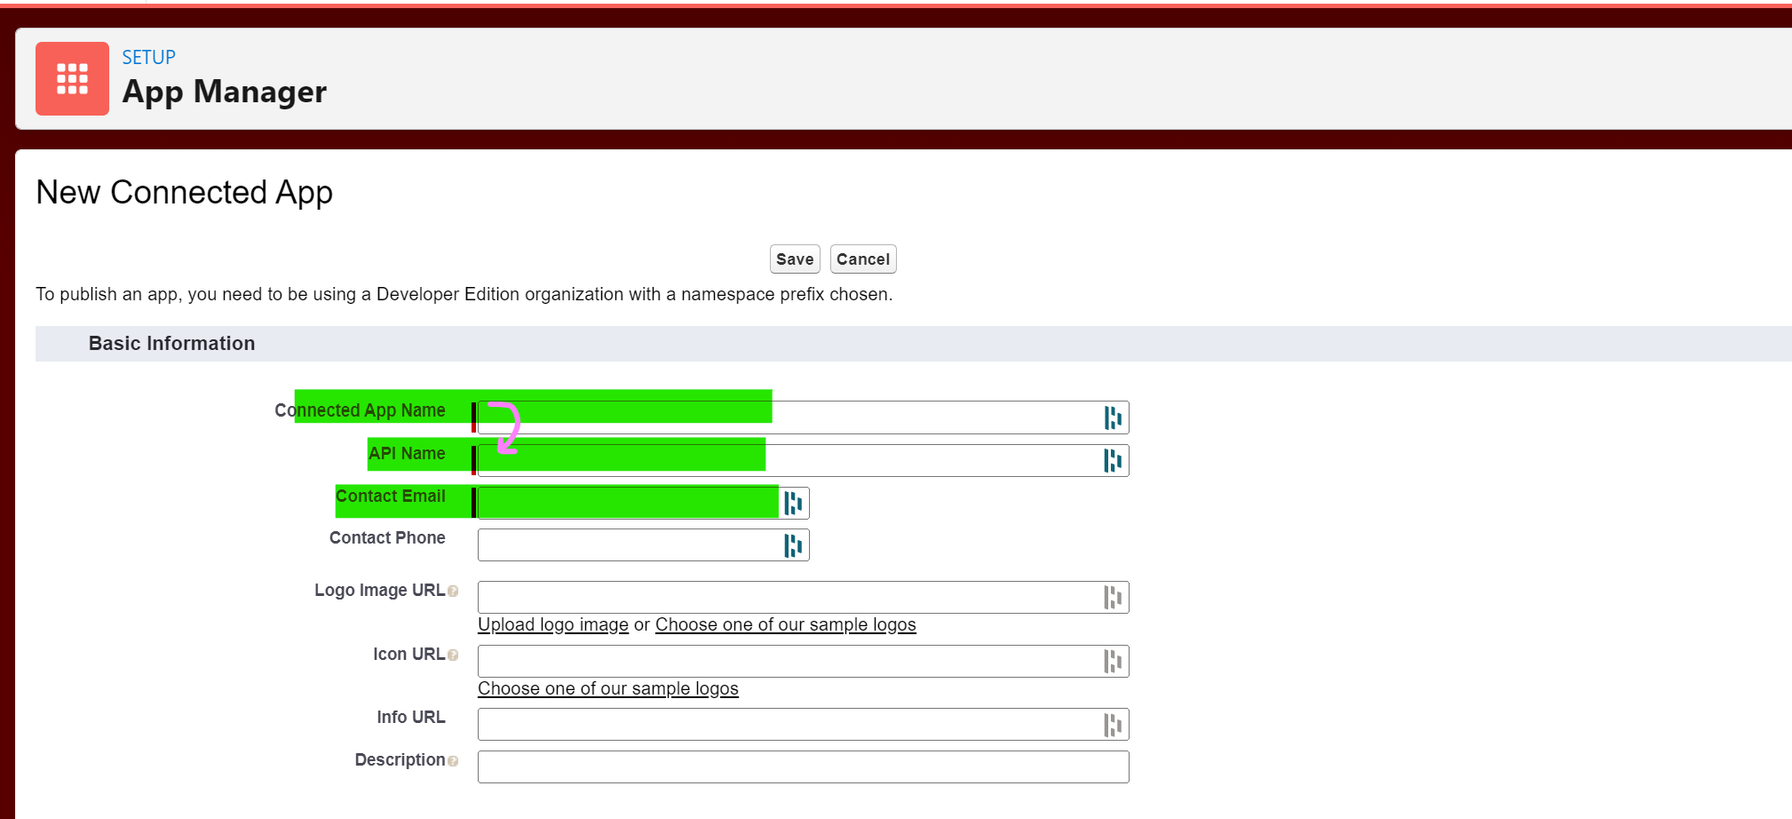 SETUP
App Manager
New Connected App
Save Cancel
To publish an app, you need to be using a Developer Edition organization with a namespace prefix chosen.
Basic Information
Connected App Name
API Name
Contact Email
Contact Phone
Logo Image URL ?
Upload logo image or Choose one of our sample logos
Icon URL ?
Choose one of our sample logos
Info URL
Description ?